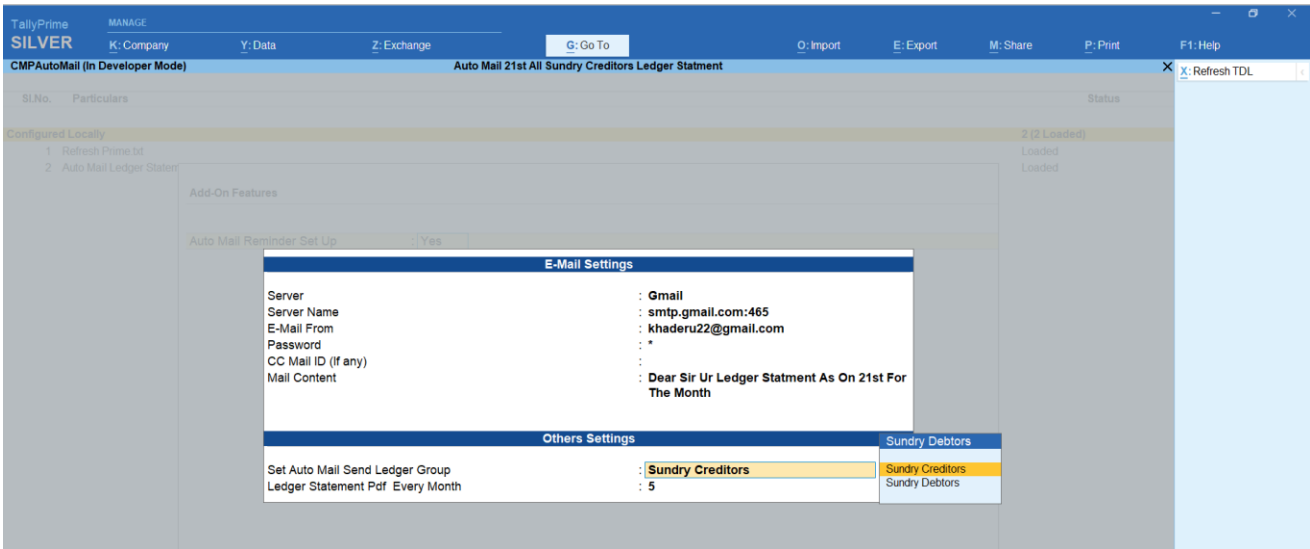 TallyPrime
MANAGE
SILVER
K: Company
Y: Data
Z: Exchange
G: Go To
O: Import
E: Export
M: Share
P: Print
F1: Help
CMPAutoMail (In Developer Mode)
Auto Mail 21st All Sundry Creditors Ledger Statment
X: Refresh TDL
Sl.No. Particulars Status
Configured Locally 2 (2 Loaded)
1 Refresh Prime.txt Loaded
2 Auto Mail Ledger Statem Loaded
Add-On Features
Auto Mail Reminder Set Up : Yes
E-Mail Settings
Server : Gmail
Server Name : smtp.gmail.com:465
E-Mail From : khaderu22@gmail.com
Password : *
CC Mail ID (If any) :
Mail Content : Dear Sir Ur Ledger Statment As On 21st For
The Month
Others Settings
Set Auto Mail Send Ledger Group : Sundry Creditors
Ledger Statement Pdf Every Month : 5
Sundry Debtors
Sundry Creditors
Sundry Debtors